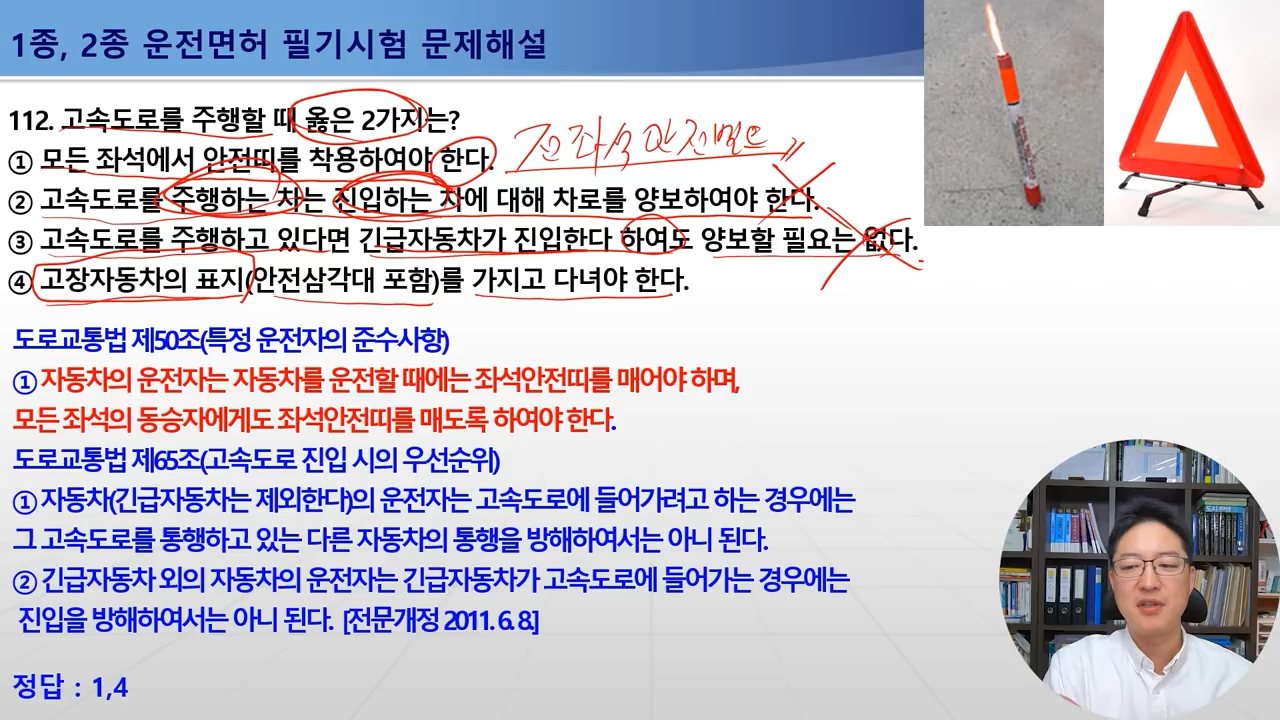 1종, 2종 운전면허 필기시험 문제해설
112. 고속도로를 주행할 때 옳은 2가지는?
① 모든 좌석에서 안전띠를 착용하여야 한다.
전좌석 안전벨트
② 고속도로를 주행하는 차는 진입하는 차에 대해 차로를 양보하여야 한다.
③ 고속도로를 주행하고 있다면 긴급자동차가 진입한다 하여도 양보할 필요는 없다.
④ 고장자동차의 표지(안전삼각대 포함)를 가지고 다녀야 한다.
도로교통법 제50조(특정 운전자의 준수사항)
① 자동차의 운전자는 자동차를 운전할 때에는 좌석안전띠를 매어야 하며,
모든 좌석의 동승자에게도 좌석안전띠를 매도록 하여야 한다.
도로교통법 제65조(고속도로 진입 시의 우선순위)
① 자동차(긴급자동차는 제외한다)의 운전자는 고속도로에 들어가려고 하는 경우에는
그 고속도로를 통행하고 있는 다른 자동차의 통행을 방해하여서는 아니 된다.
② 긴급자동차 외의 자동차의 운전자는 긴급자동차가 고속도로에 들어가는 경우에는
진입을 방해하여서는 아니 된다. [전문개정 2011. 6. 8.]
정답 : 1,4